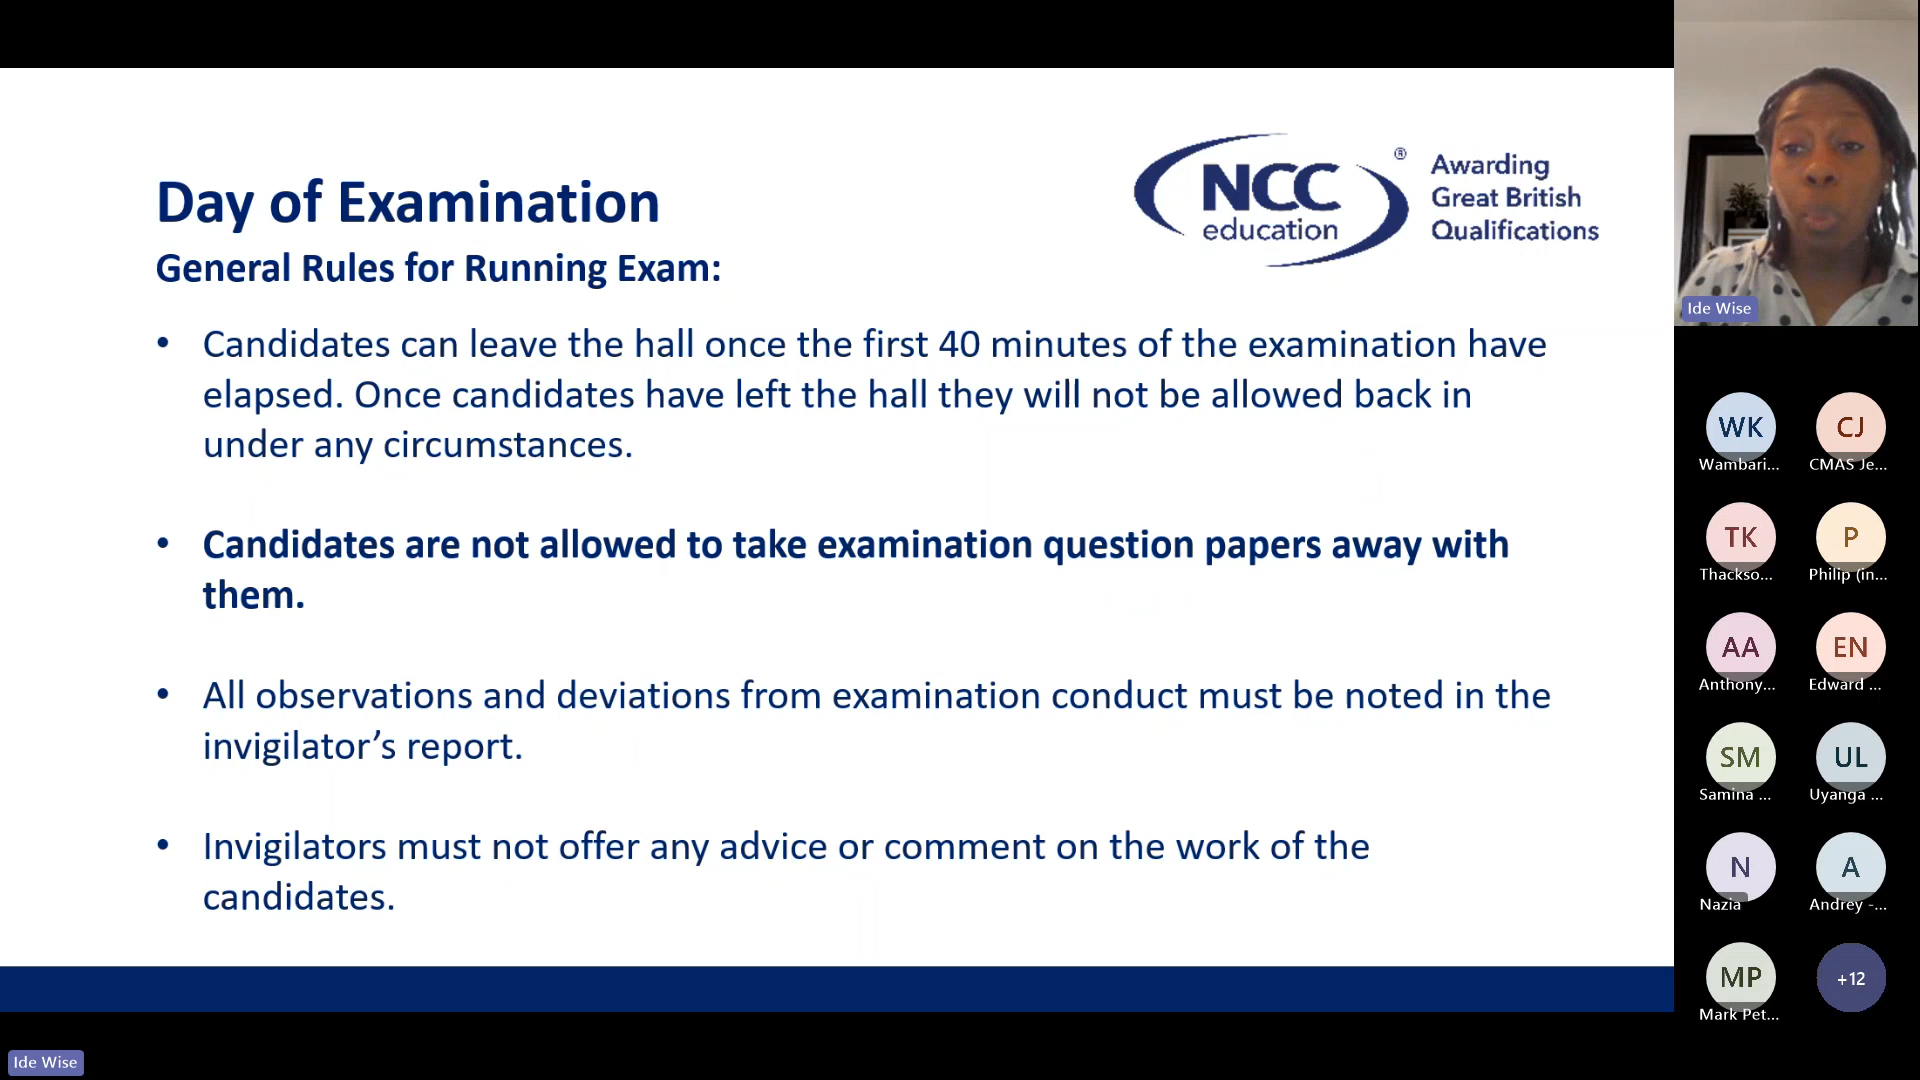 Day of Examination
General Rules for Running Exam:
NCC
education
®
Awarding
Great British
Qualifications
• Candidates can leave the hall once the first 40 minutes of the examination have
elapsed. Once candidates have left the hall they will not be allowed back in
under any circumstances.
• Candidates are not allowed to take examination question papers away with
them.
• All observations and deviations from examination conduct must be noted in the
invigilator’s report.
• Invigilators must not offer any advice or comment on the work of the
candidates.
Ide Wise
WK
Wambari...
CJ
CMAS Je...
TK
Thackso...
P
Philip (in...
AA
Anthony...
EN
Edward ...
SM
Samina ...
UL
Uyanga ...
N
Nazia
A
Andrey -...
MP
Mark Pet...
+12
Ide Wise